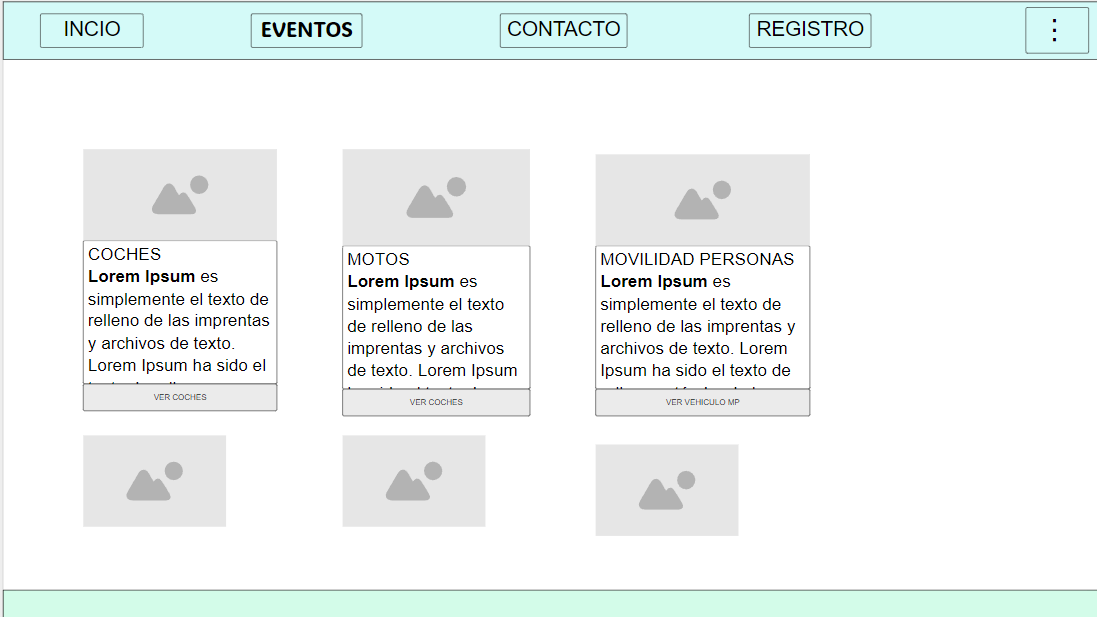 INCIO
EVENTOS
CONTACTO
REGISTRO
COCHES
Lorem Ipsum es
simplemente el texto de
relleno de las imprentas
y archivos de texto.
Lorem Ipsum ha sido el
VER COCHES
MOTOS
Lorem Ipsum es
simplemente el texto
de relleno de las
imprentas y archivos
de texto. Lorem Ipsum
VER COCHES
MOVILIDAD PERSONAS
Lorem Ipsum es
simplemente el texto de
relleno de las imprentas y
archivos de texto. Lorem
Ipsum ha sido el texto de
VER VEHICULO MP